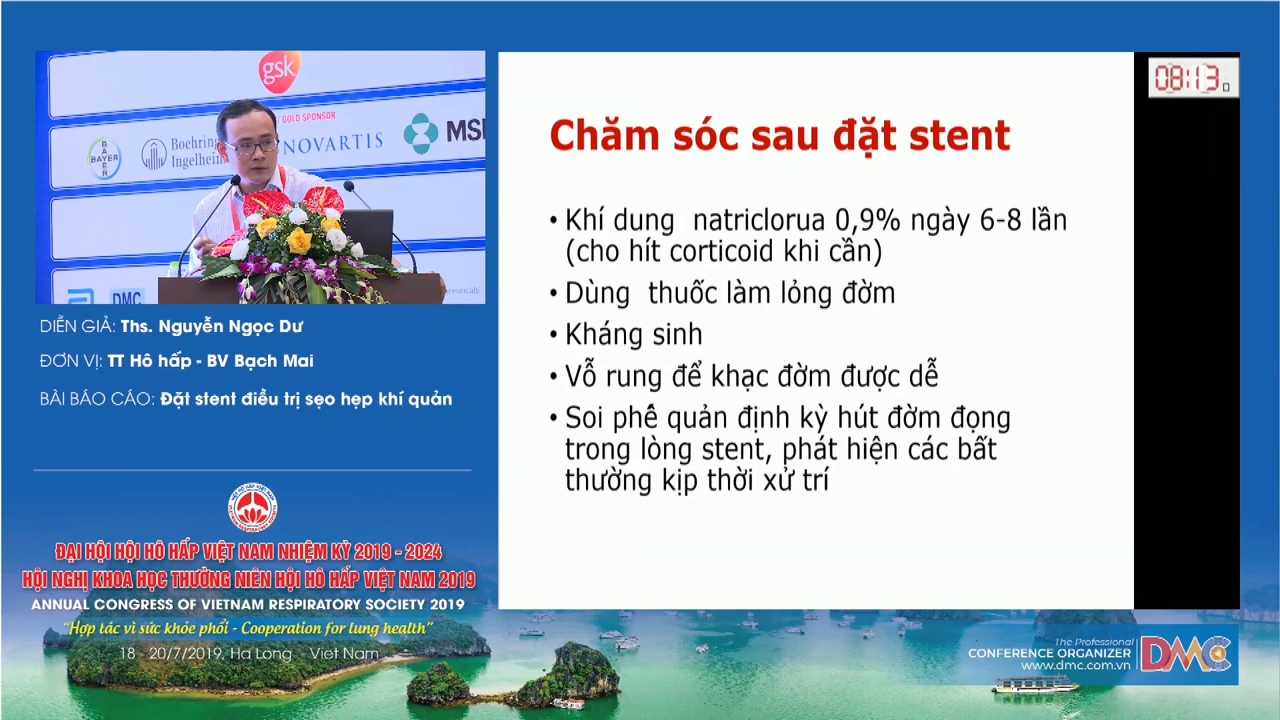 gsk
GOLD SPONSOR
BAYER
BAYER
Boehringer
Ingelheim
NOVARTIS
MSD
DMC
DIỄN GIẢ: Ths. Nguyễn Ngọc Dư
ĐƠN VỊ: TT Hô hấp - BV Bạch Mai
BÀI BÁO CÁO: Đặt stent điều trị sẹo hẹp khí quản
ĐẠI HỘI HỘI HÔ HẤP VIỆT NAM NHIỆM KỲ 2019 - 2024
HỘI NGHỊ KHOA HỌC THƯỜNG NIÊN HỘI HÔ HẤP VIỆT NAM 2019
ANNUAL CONGRESS OF VIETNAM RESPIRATORY SOCIETY 2019
“Hợp tác vì sức khỏe phổi - Cooperation for lung health”
18 - 20/7/2019, Ha Long - Viet Nam
Chăm sóc sau đặt stent
• Khí dung natriclorua 0,9% ngày 6-8 lần
(cho hít corticoid khi cần)
• Dùng thuốc làm lỏng đờm
• Kháng sinh
• Vỗ rung để khạc đờm được dễ
• Soi phế quản định kỳ hút đờm đọng
trong lòng stent, phát hiện các bất
thường kịp thời xử trí
08:13
The Professional
CONFERENCE ORGANIZER
www.dmc.com.vn
DMC